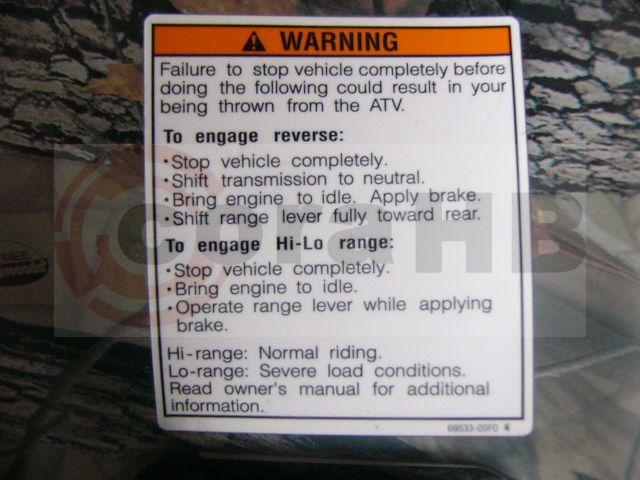 WARNING
Failure to stop vehicle completely before
doing the following could result in your
being thrown from the ATV.
To engage reverse:
·Stop vehicle completely.
·Shift transmission to neutral.
·Bring engine to idle. Apply brake.
·Shift range lever fully toward rear.
To engage Hi-Lo range:
·Stop vehicle completely.
·Bring engine to idle.
·Operate range lever while applying
brake.
Hi-range: Normal riding.
Lo-range: Severe load conditions.
Read owner's manual for additional
information.
68633-09F0
CoraHB